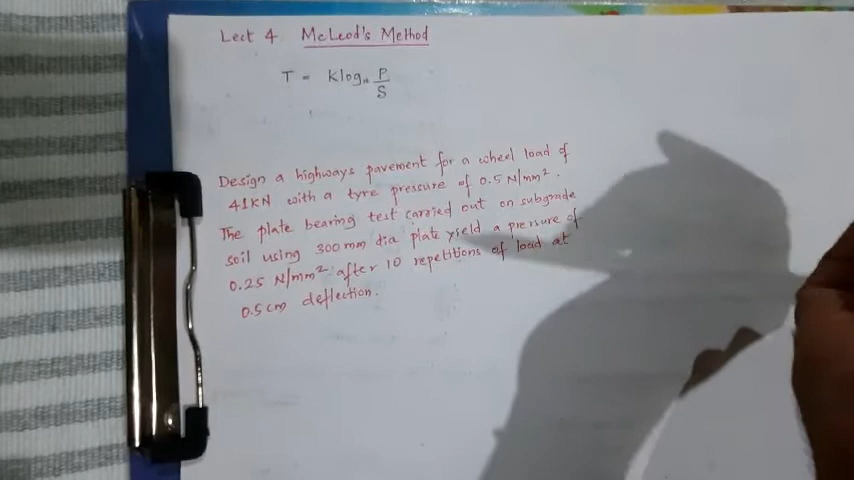 Lect 4 McLeod's Method
T = Klog₁₀ P/S
Design a highways pavement for a wheel load of
41KN with a tyre pressure of 0.5 N/mm².
The plate bearing test carried out on subgrade
soil using 300 mm dia plate yield a pressure of
0.25 N/mm² after 10 repetitions of load at
0.5 cm deflection.